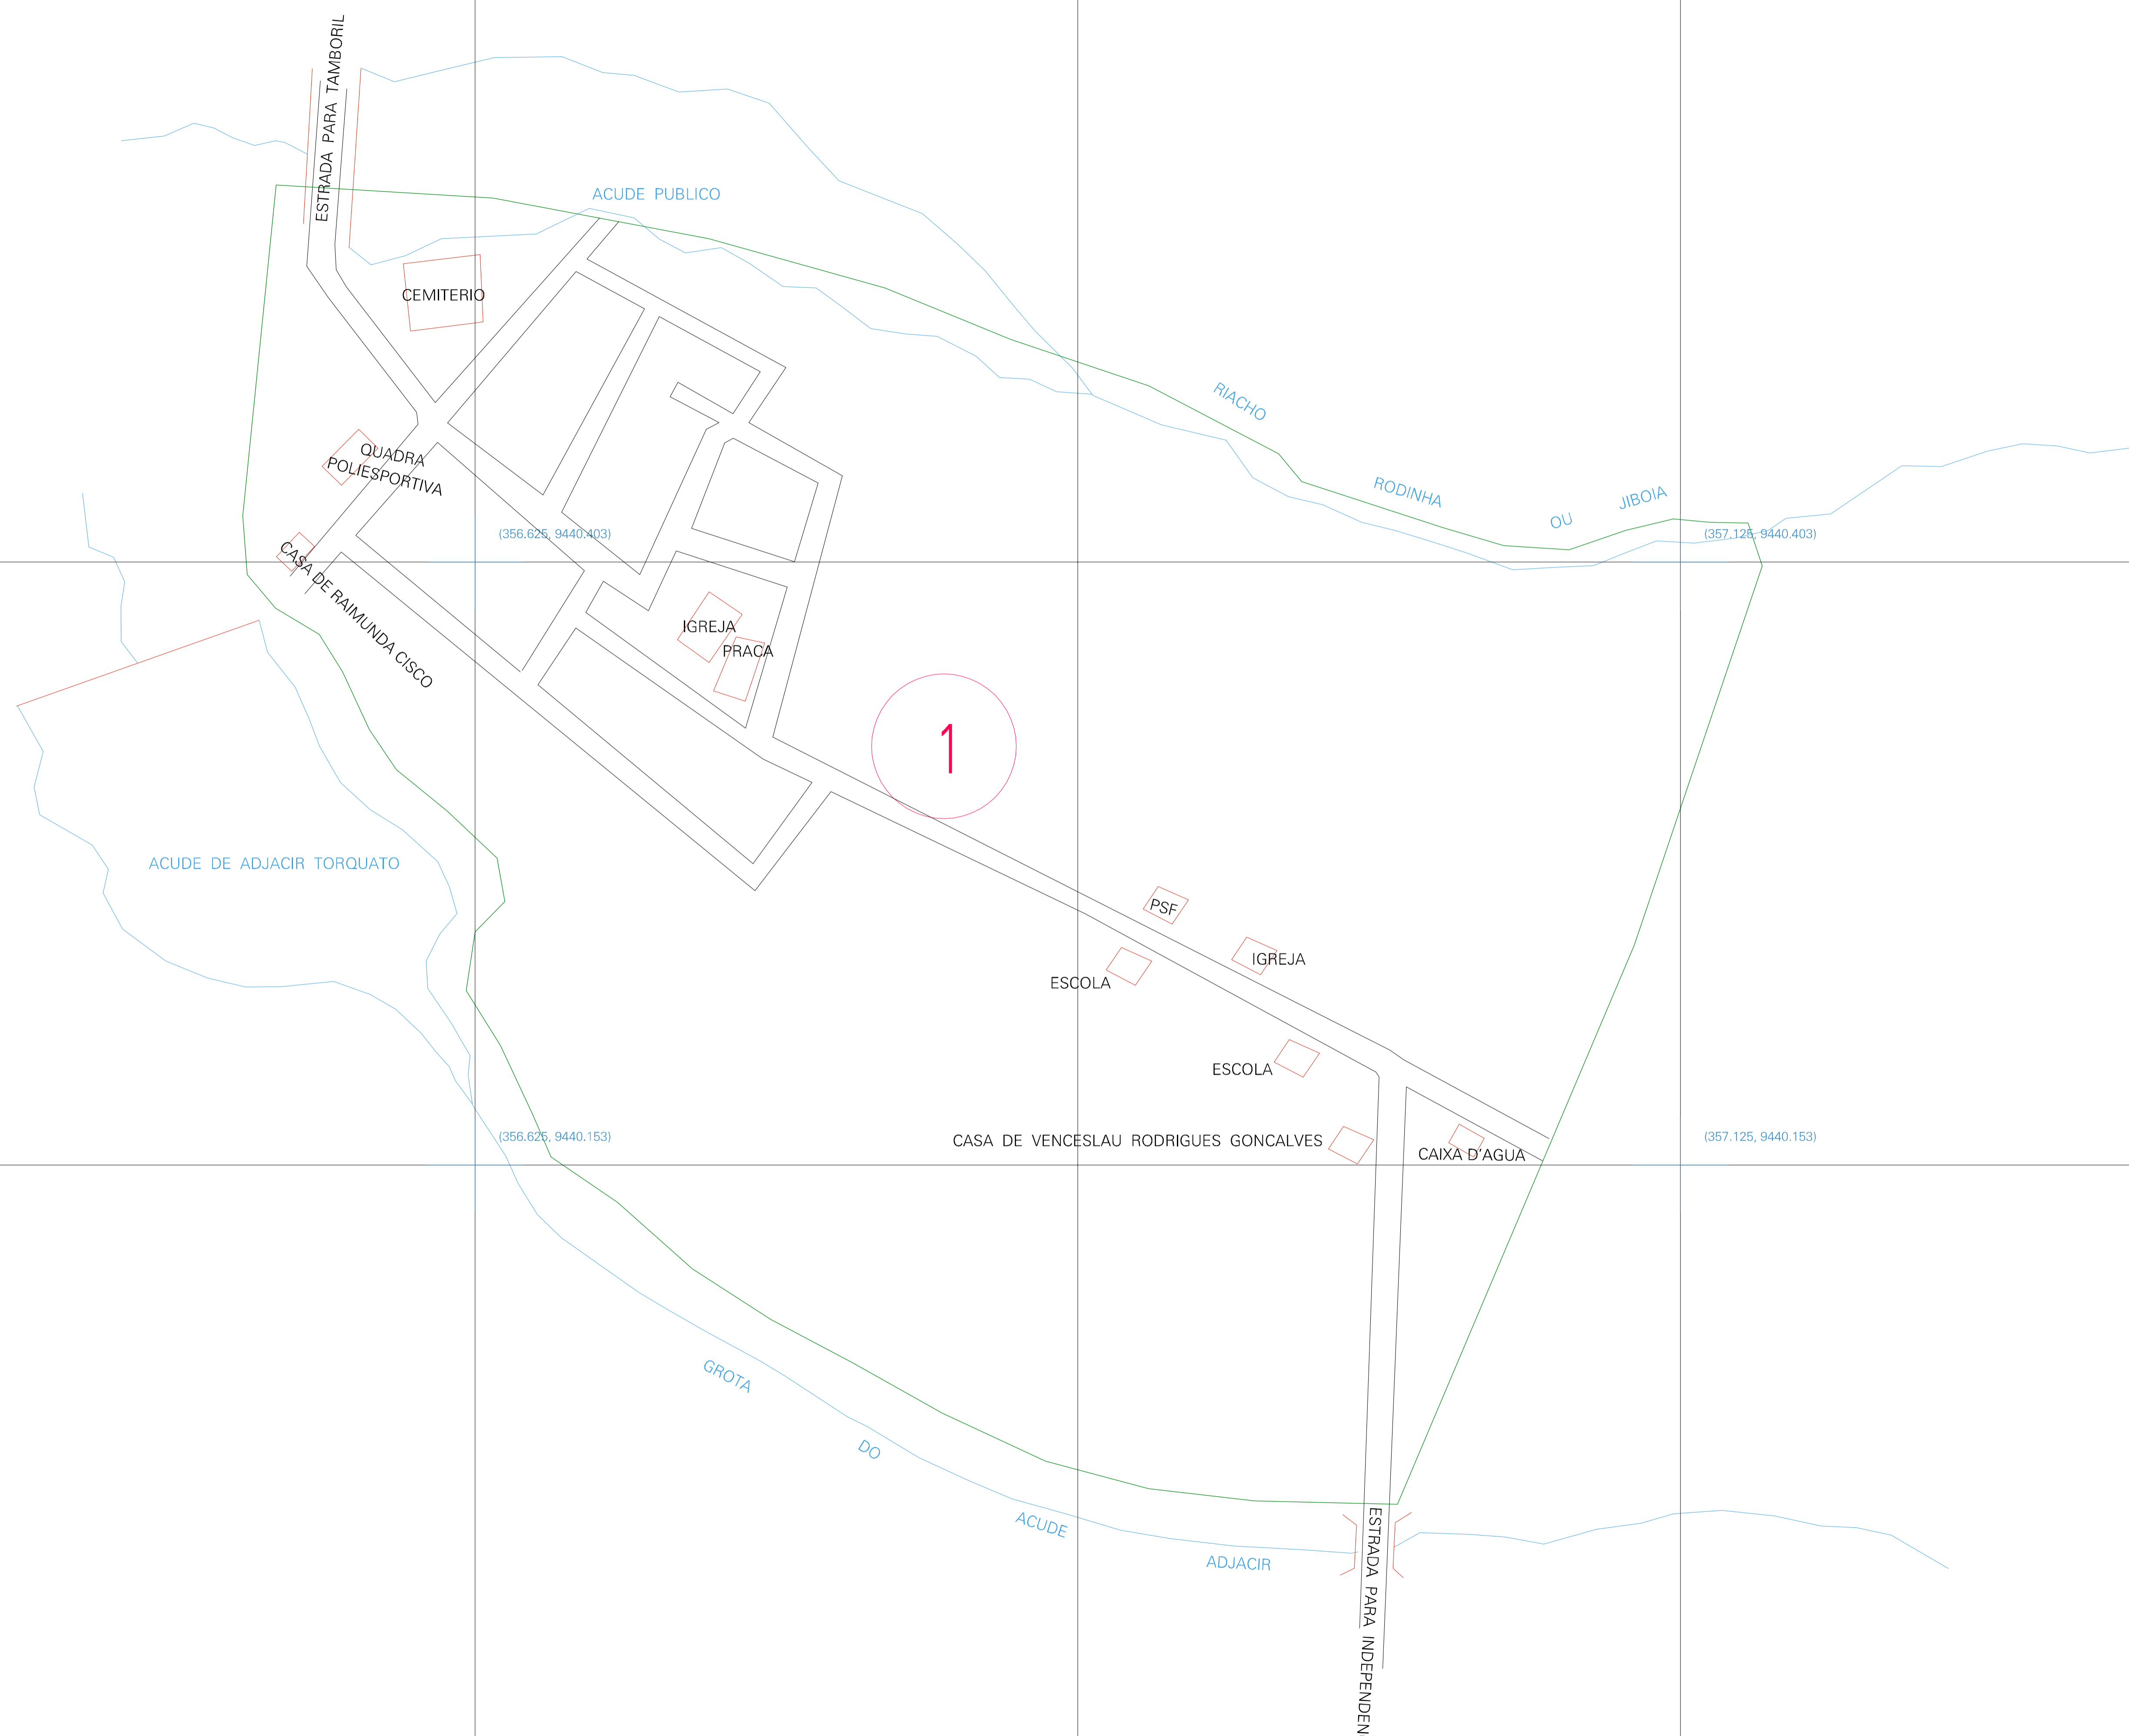 ESTRADA PARA TAMBORIL
ACUDE PUBLICO
CEMITERIO
RIACHO
RODINHA
OU
JIBOIA
QUADRA
POLIESPORTIVA
(356.625, 9440.403)
(357.125, 9440.403)
CASA DE RAIMUNDA CISCO
IGREJA
PRACA
1
ACUDE DE ADJACIR TORQUATO
PSF
IGREJA
ESCOLA
ESCOLA
(356.625, 9440.153)
(357.125, 9440.153)
CASA DE VENCESLAU RODRIGUES GONCALVES
CAIXA D'AGUA
GROTA
DO
ACUDE
ADJACIR
ESTRADA PARA INDEPENDEN